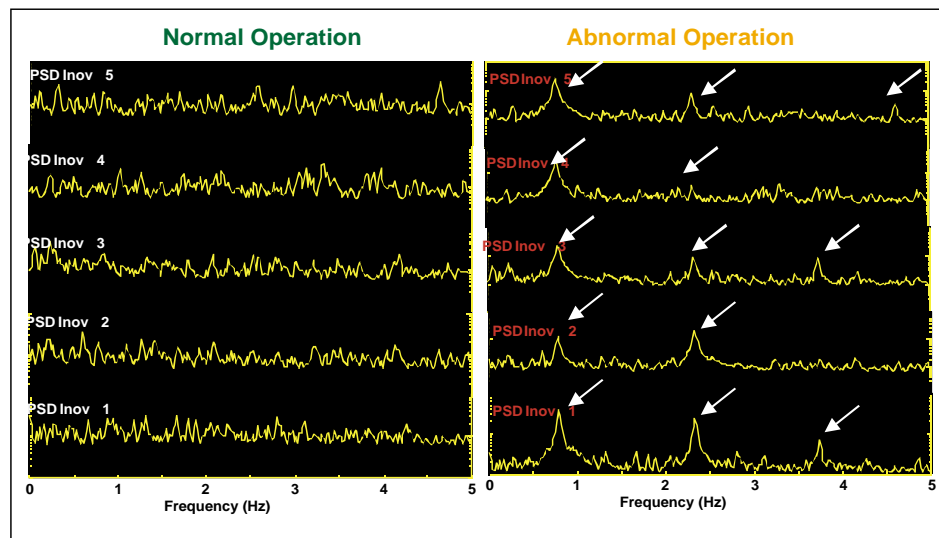 Normal Operation
PSD Inov 5
PSD Inov 4
PSD Inov 3
PSD Inov 2
PSD Inov 1
0 1 2 3 4 5
Frequency (Hz)
Abnormal Operation
PSD Inov 5
PSD Inov 4
PSD Inov 3
PSD Inov 2
PSD Inov 1
0 1 2 3 4 5
Frequency (Hz)